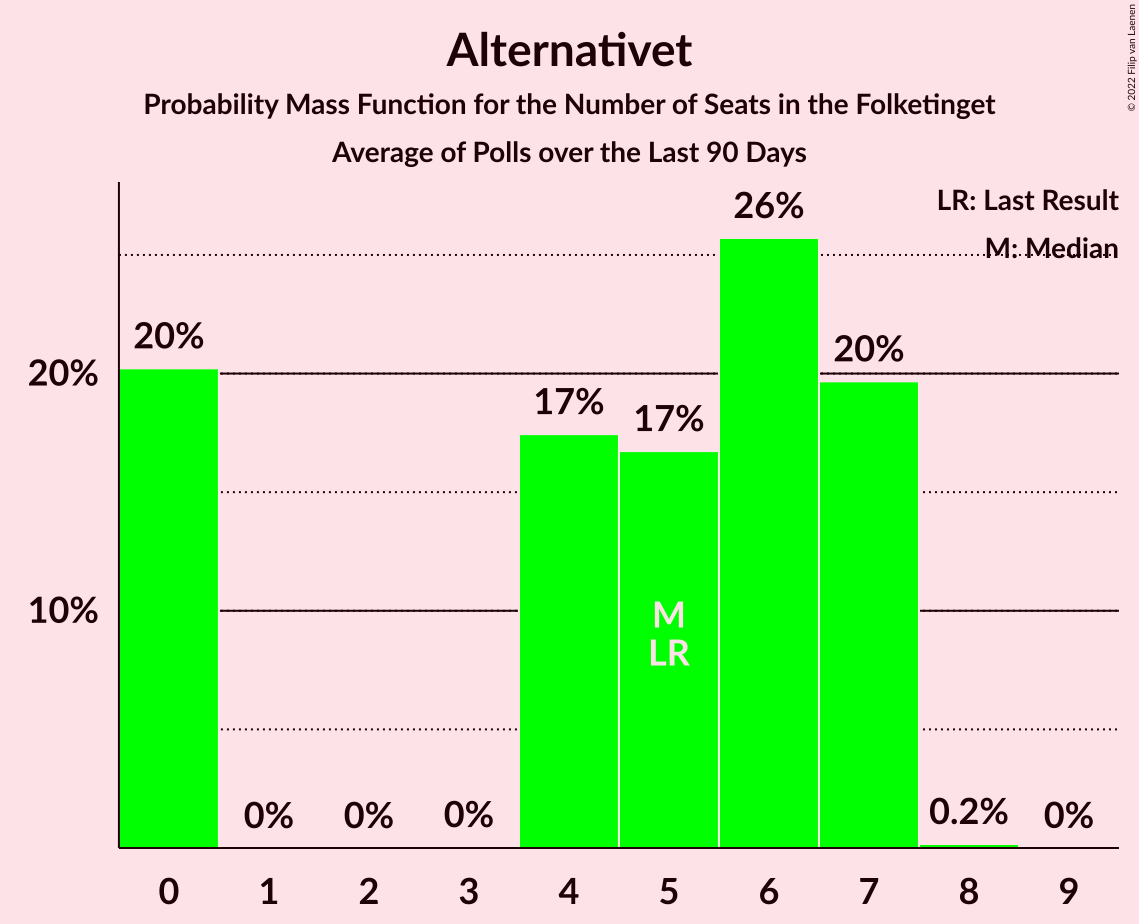 © 2022 Filip van Laenen
Alternativet
Probability Mass Function for the Number of Seats in the Folketinget
Average of Polls over the Last 90 Days
LR: Last Result
M: Median
20%
10%
20%
0%
0%
0%
17%
17%
26%
20%
0.2%
0%
M
LR
0
1
2
3
4
5
6
7
8
9